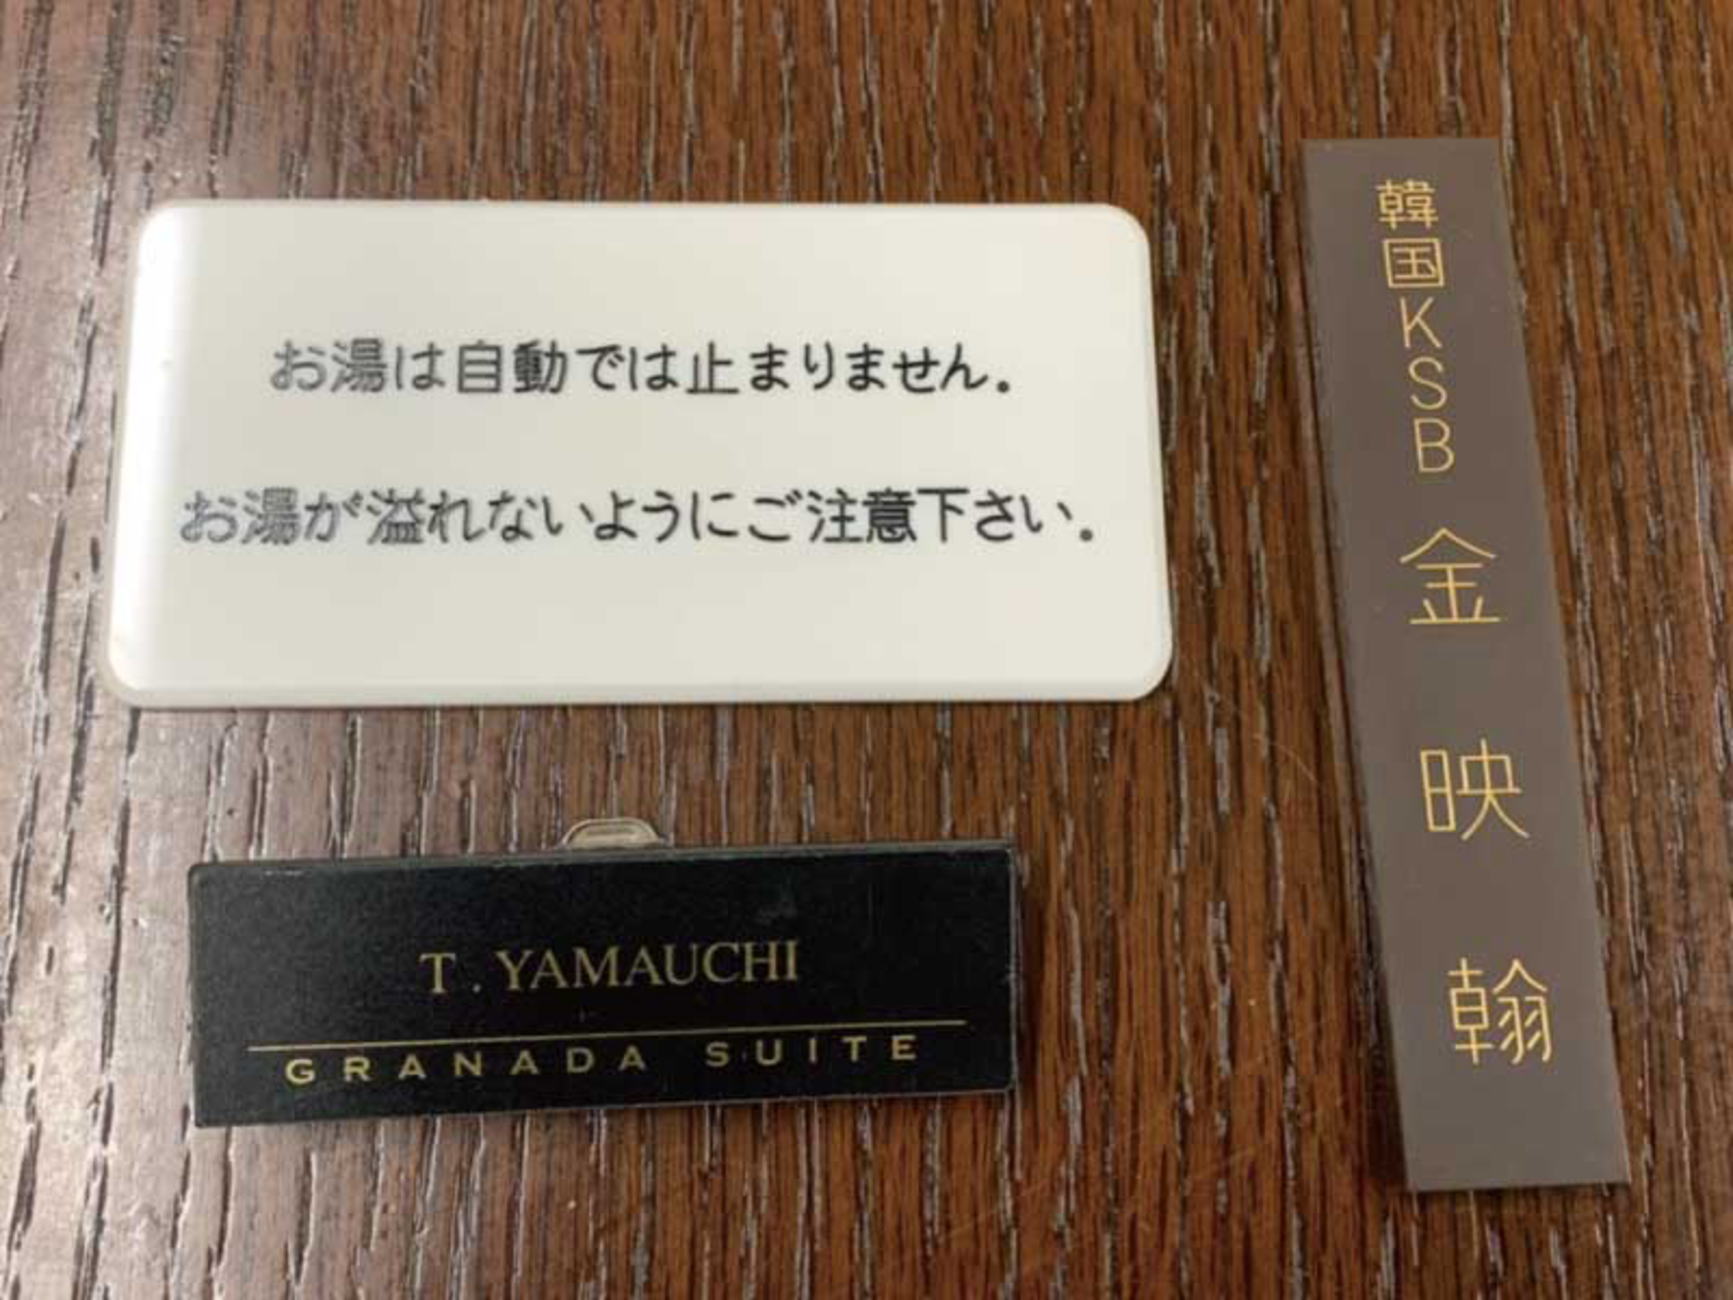 お湯は自動では止まりません。
お湯が溢れないようにご注意下さい。
T. YAMAUCHI
GRANADA SUITE
韓国KSB 金映翰